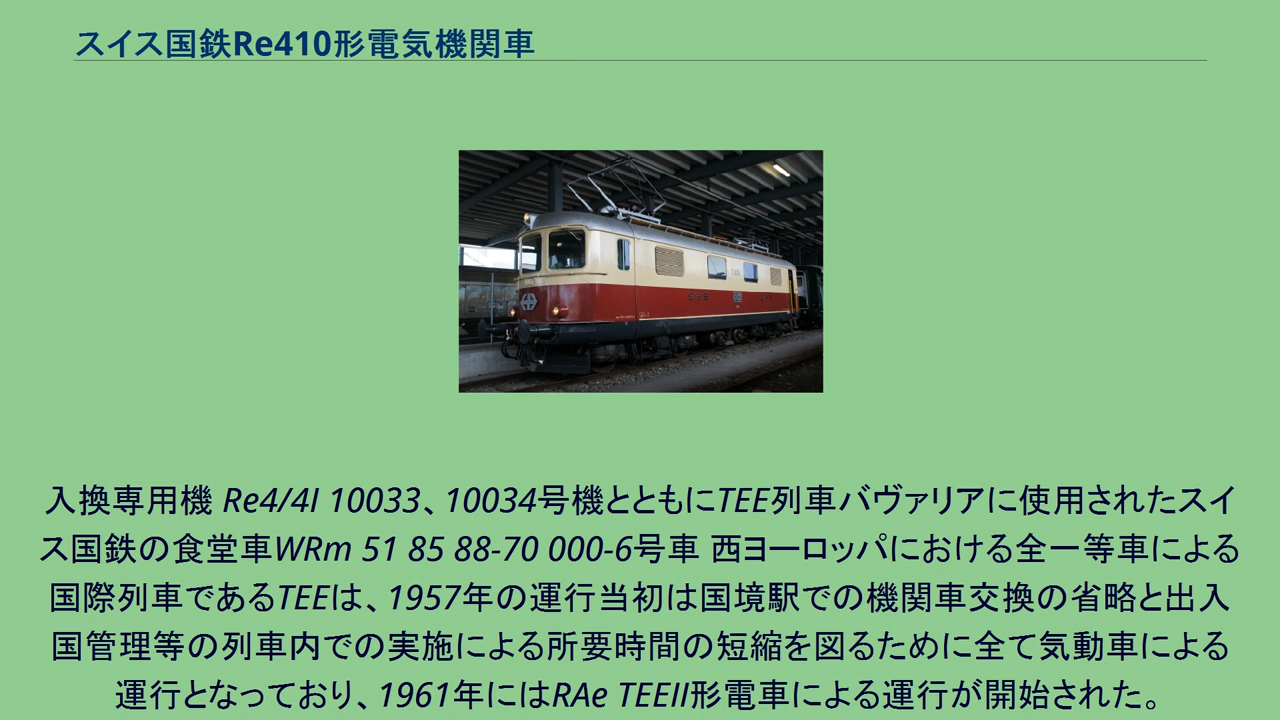 スイス国鉄Re410形電気機関車
入換専用機 Re4/4I 10033、10034号機とともにTEE列車バヴァリアに使用されたスイ
ス国鉄の食堂車WRm 51 85 88-70 000-6号車 西ヨーロッパにおける全一等車による
国際列車であるTEEは、1957年の運行当初は国境駅での機関車交換の省略と出入
国管理等の列車内での実施による所要時間の短縮を図るために全て気動車による
運行となっており、1961年にはRAe TEEII形電車による運行が開始された。